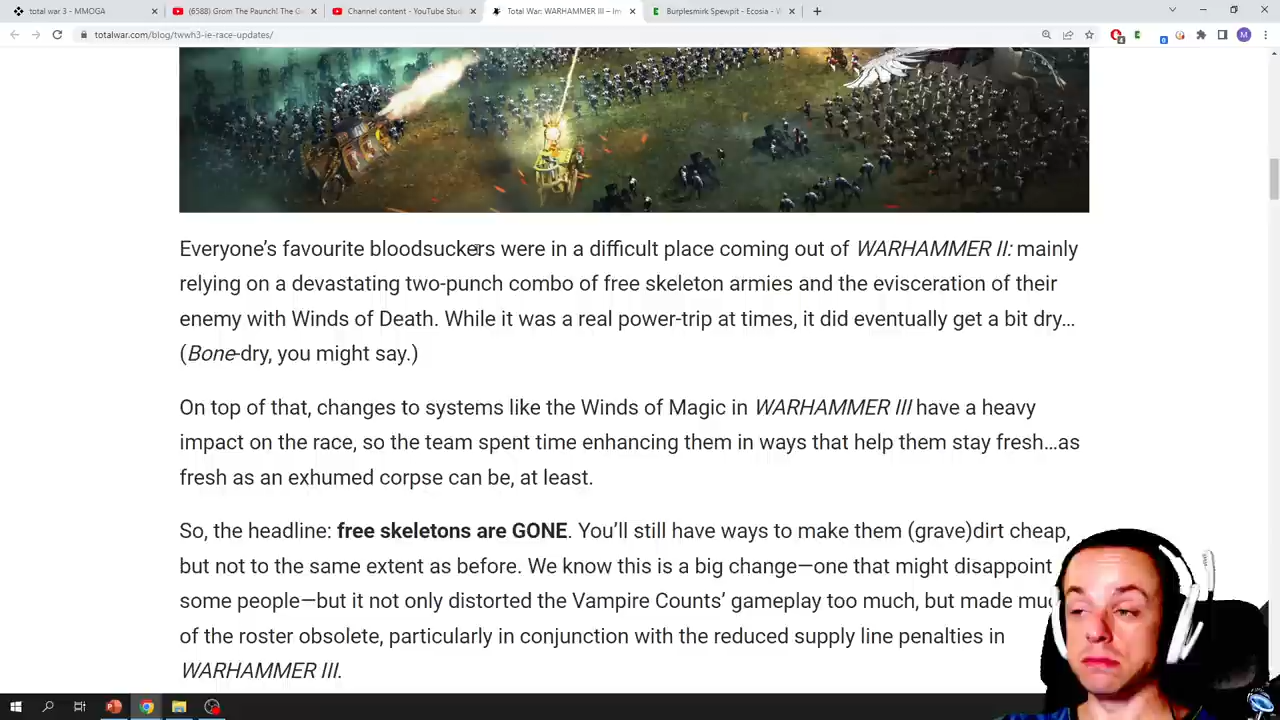 total war 3 - MMOGA
(6588) Grom The Paunch! The G
Channel content - YouTube Stud
Total War: WARHAMMER III – Im
Burplesmirk Spewpit - Ecosia - W
totalwar.com/blog/twwh3-ie-race-updates/
M
Everyone's favourite bloodsuckers were in a difficult place coming out of WARHAMMER II: mainly
relying on a devastating two-punch combo of free skeleton armies and the evisceration of their
enemy with Winds of Death. While it was a real power-trip at times, it did eventually get a bit dry…
(Bone-dry, you might say.)
On top of that, changes to systems like the Winds of Magic in WARHAMMER III have a heavy
impact on the race, so the team spent time enhancing them in ways that help them stay fresh…as
fresh as an exhumed corpse can be, at least.
So, the headline: free skeletons are GONE. You'll still have ways to make them (grave)dirt cheap,
but not to the same extent as before. We know this is a big change—one that might disappoint
some people—but it not only distorted the Vampire Counts' gameplay too much, but made muc
of the roster obsolete, particularly in conjunction with the reduced supply line penalties in
WARHAMMER III.